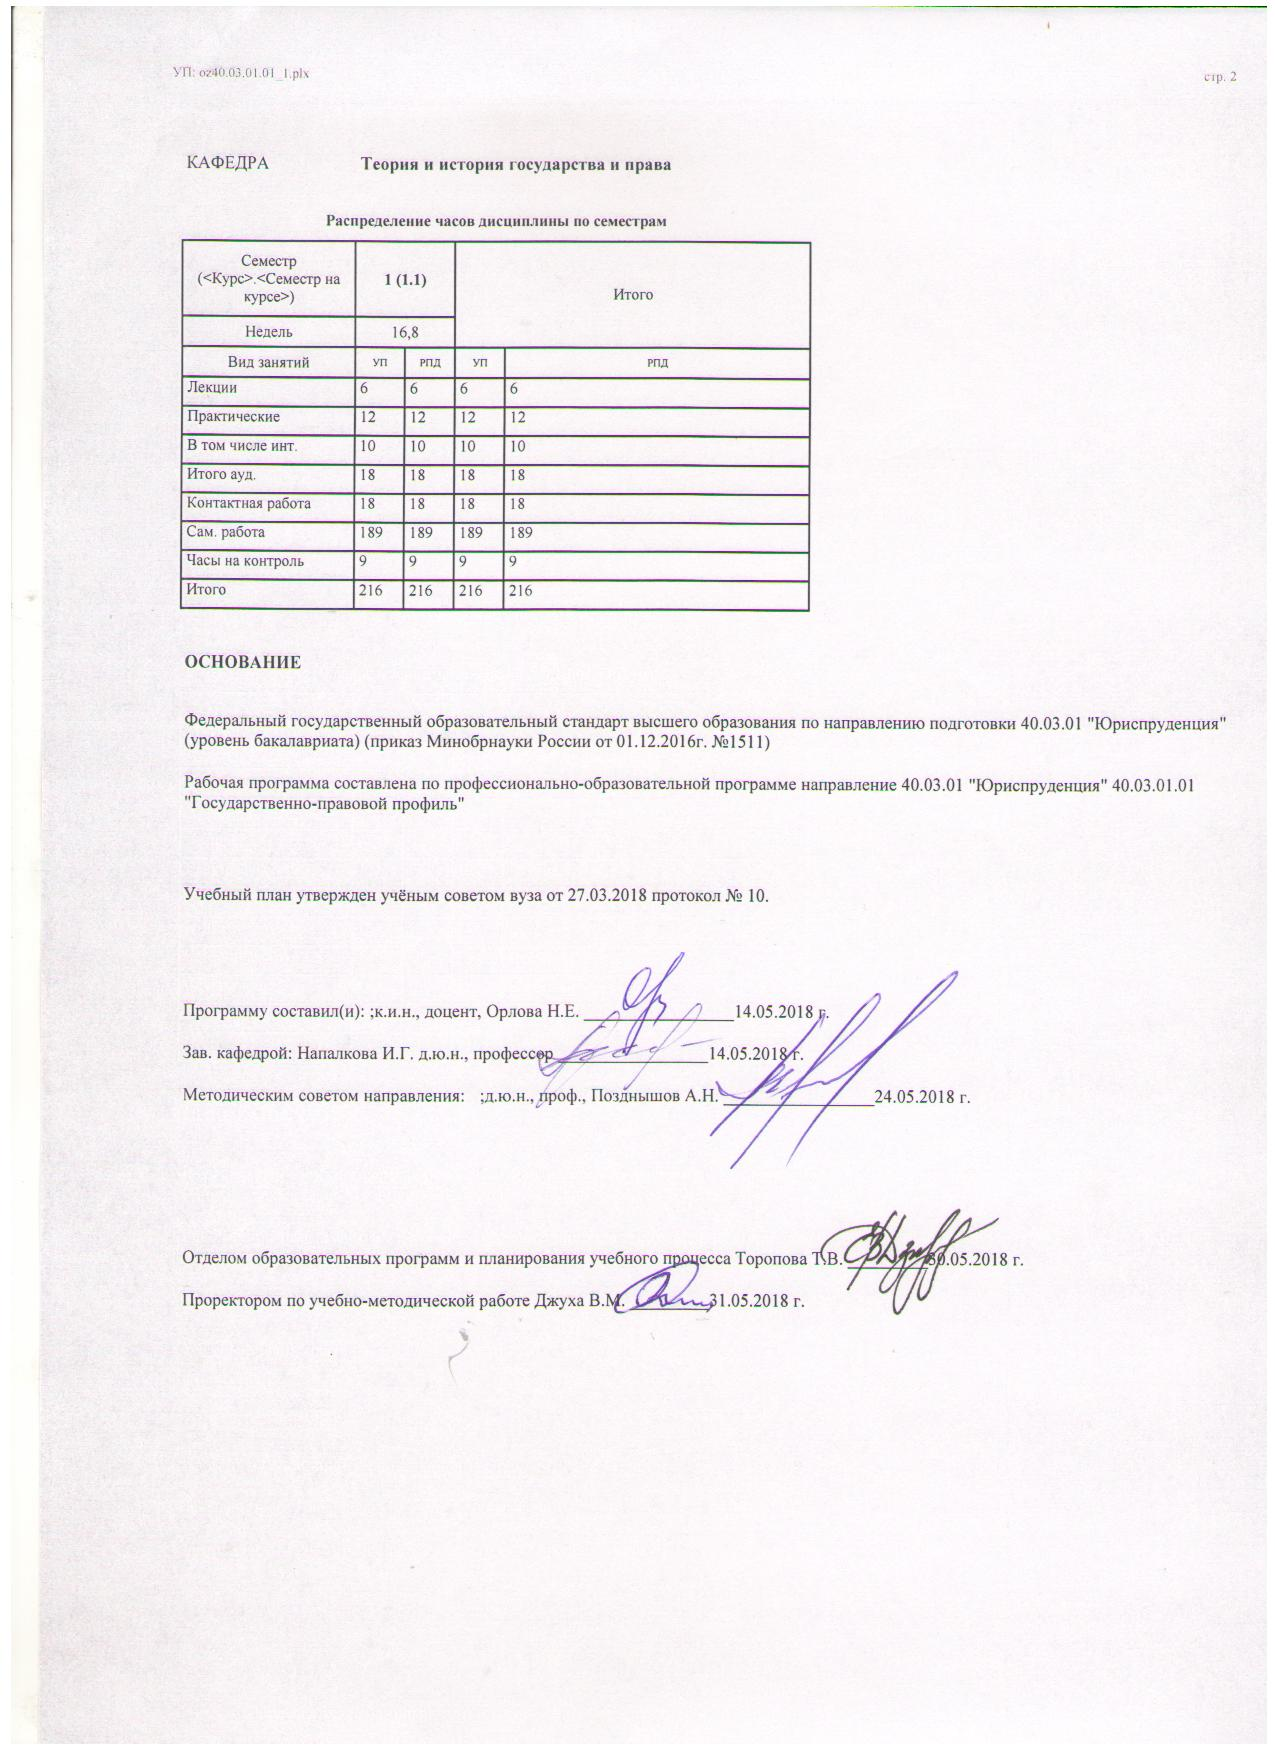 УП: oz40.03.01.01_1.plx
стр. 2
КАФЕДРА Теория и история государства и права
Распределение часов дисциплины по семестрам
Семестр
(<Курс>.<Семестр на
курсе>)
1 (1.1)
Итого
Недель 16,8
Вид занятий УП РПД УП РПД
Лекции 6 6 6 6
Практические 12 12 12 12
В том числе инт. 10 10 10 10
Итого ауд. 18 18 18 18
Контактная работа 18 18 18 18
Сам. работа 189 189 189 189
Часы на контроль 9 9 9 9
Итого 216 216 216 216
ОСНОВАНИЕ
Федеральный государственный образовательный стандарт высшего образования по направлению подготовки 40.03.01 "Юриспруденция"
(уровень бакалавриата) (приказ Минобрнауки России от 01.12.2016г. №1511)
Рабочая программа составлена по профессионально-образовательной программе направление 40.03.01 "Юриспруденция" 40.03.01.01
"Государственно-правовой профиль"
Учебный план утвержден учёным советом вуза от 27.03.2018 протокол № 10.
Программу составил(и): ;к.и.н., доцент, Орлова Н.Е. _________________14.05.2018 г.
Зав. кафедрой: Напалкова И.Г. д.ю.н., профессор_________________14.05.2018 г.
Методическим советом направления: ;д.ю.н., проф., Позднышов А.Н. _________________24.05.2018 г.
Отделом образовательных программ и планирования учебного процесса Торопова Т.В. _________30.05.2018 г.
Проректором по учебно-методической работе Джуха В.М. _________31.05.2018 г.